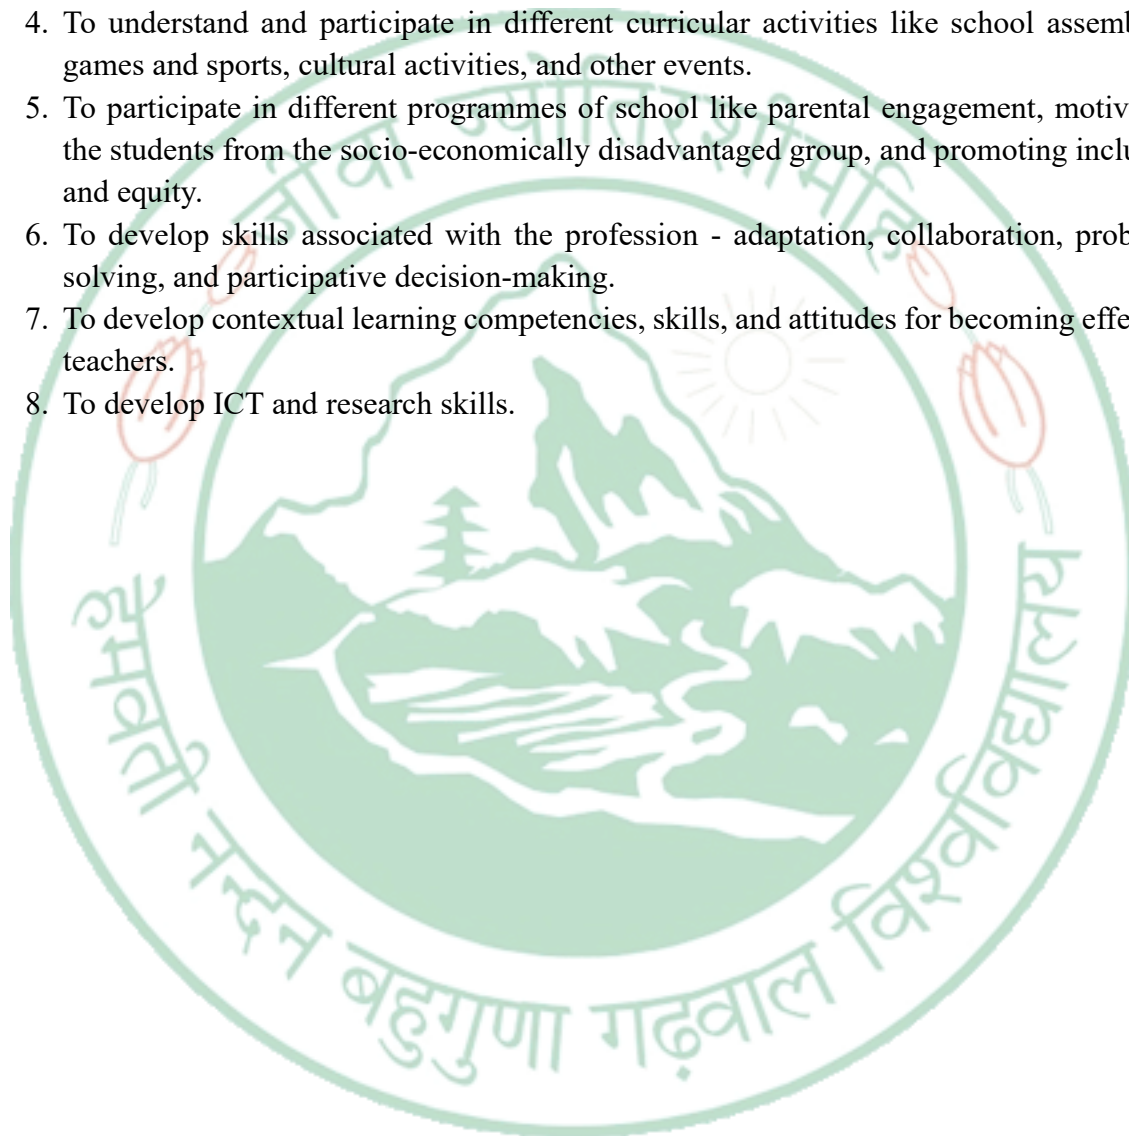 4. To understand and participate in different curricular activities like school assemb
games and sports, cultural activities, and other events.
5. To participate in different programmes of school like parental engagement, motiv
the students from the socio-economically disadvantaged group, and promoting inclu
and equity.
6. To develop skills associated with the profession - adaptation, collaboration, prob
solving, and participative decision-making.
7. To develop contextual learning competencies, skills, and attitudes for becoming effe
teachers.
8. To develop ICT and research skills.
जीवा ज्योतिरशीमहि
हेमवती नन्दन बहुगुणा गढ़वाल विश्वविद्यालय